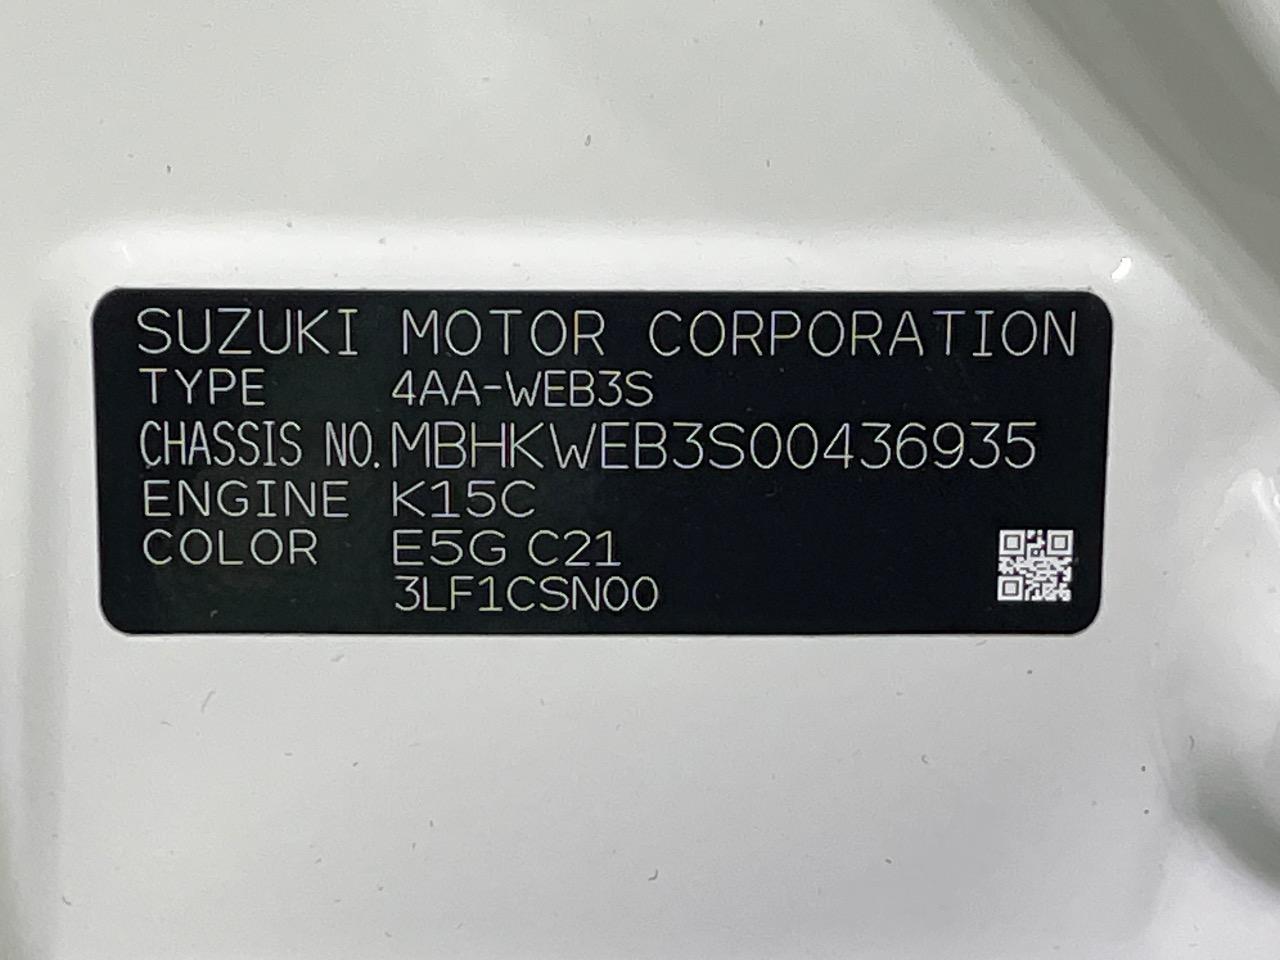 SUZUKI MOTOR CORPORATION
TYPE 4AA-WEB3S
CHASSIS NO. MBHKWEB3S00436935
ENGINE K15C
COLOR E5G C21
3LF1CSN00